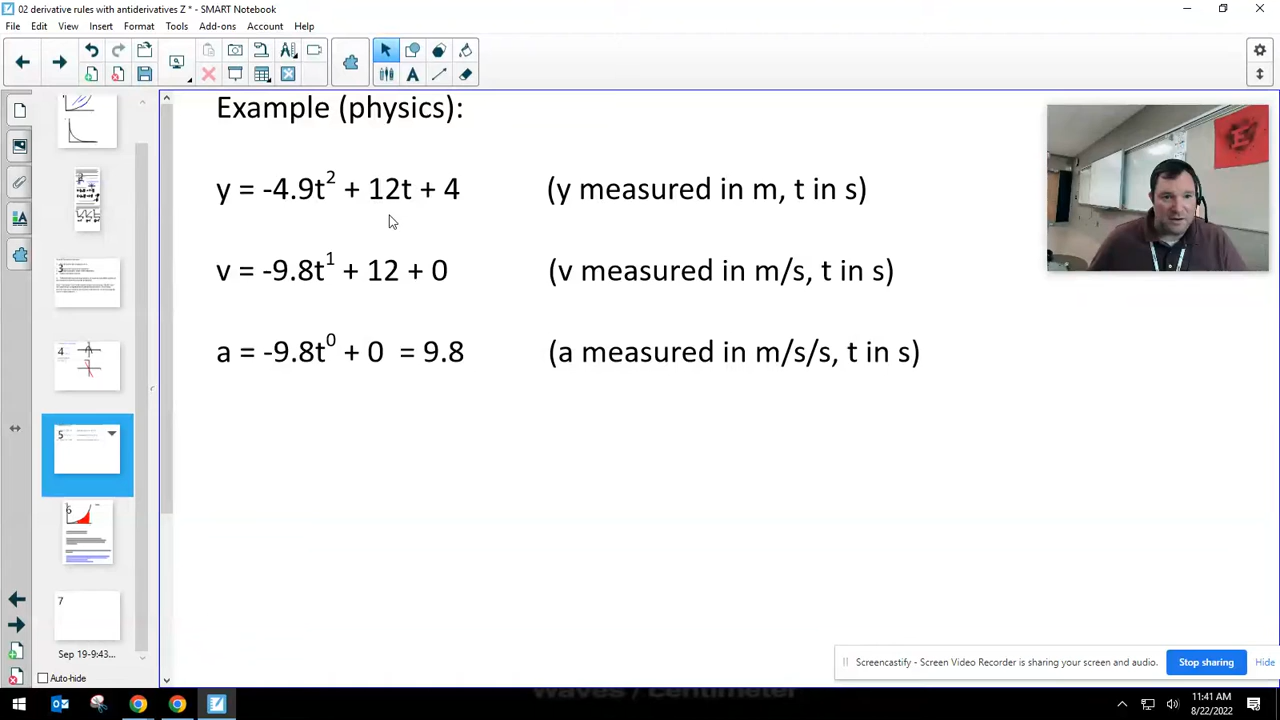 02 derivative rules with antiderivatives Z * - SMART Notebook
File Edit View Insert Format Tools Add-ons Account Help
Example (physics):
y = -4.9t² + 12t + 4 (y measured in m, t in s)
v = -9.8t¹ + 12 + 0 (v measured in m/s, t in s)
a = -9.8t⁰ + 0 = 9.8 (a measured in m/s/s, t in s)
3
4
5
6
7
Sep 19-9:43...
Auto-hide
Screencastify - Screen Video Recorder is sharing your screen and audio.
Stop sharing
Hide
Waves / Centimeter
11:41 AM
8/22/2022